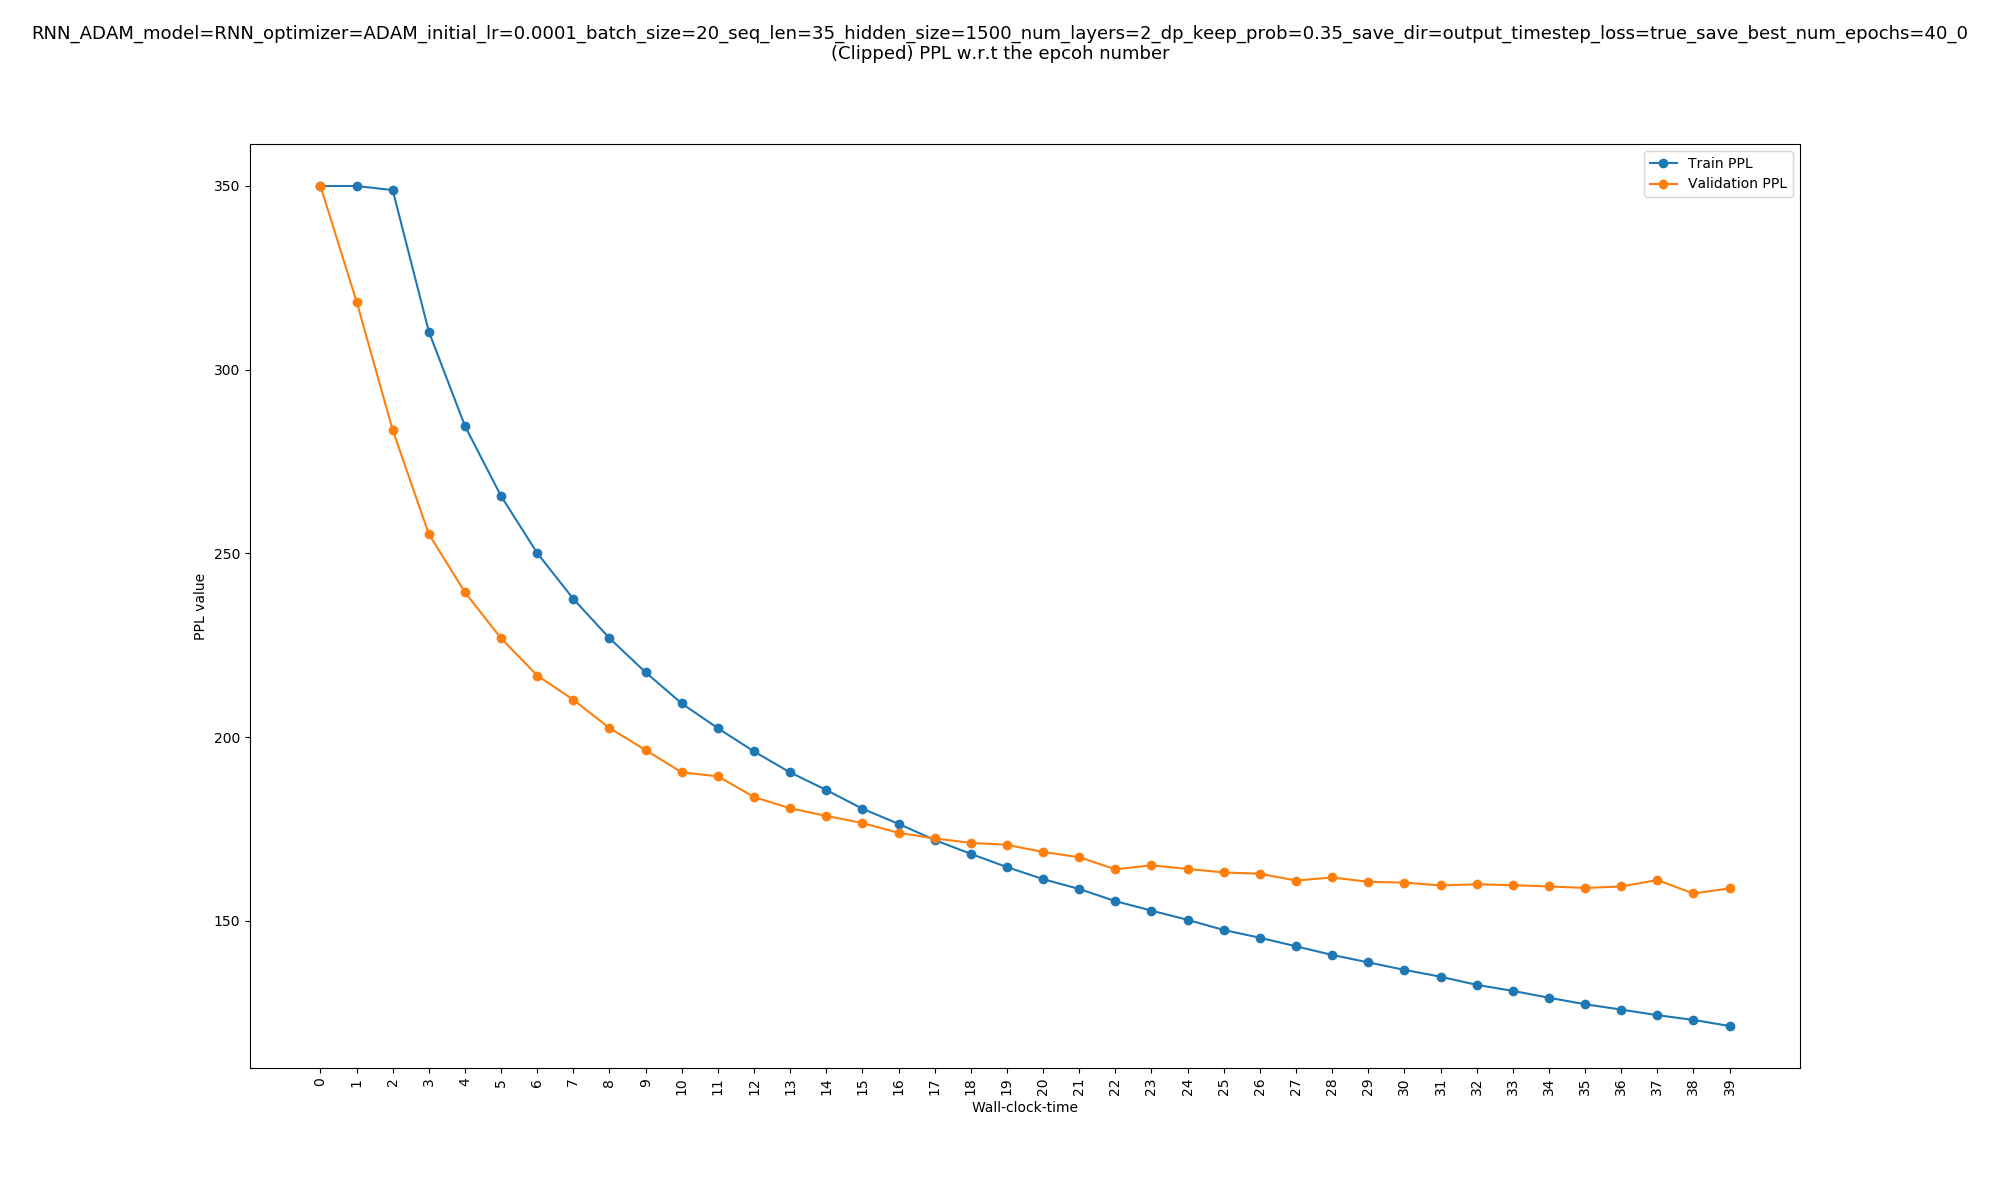 RNN_ADAM_model=RNN_optimizer=ADAM_initial_lr=0.0001_batch_size=20_seq_len=35_hidden_size=1500_num_layers=2_dp_keep_prob=0.35_save_dir=output_timestep_loss=true_save_best_num_epochs=40_0
(Clipped) PPL w.r.t the epcoh number
Train PPL
Validation PPL
350
300
250
200
150
PPL value
0 1 2 3 4 5 6 7 8 9 10 11 12 13 14 15 16 17 18 19 20 21 22 23 24 25 26 27 28 29 30 31 32 33 34 35 36 37 38 39
Wall-clock-time